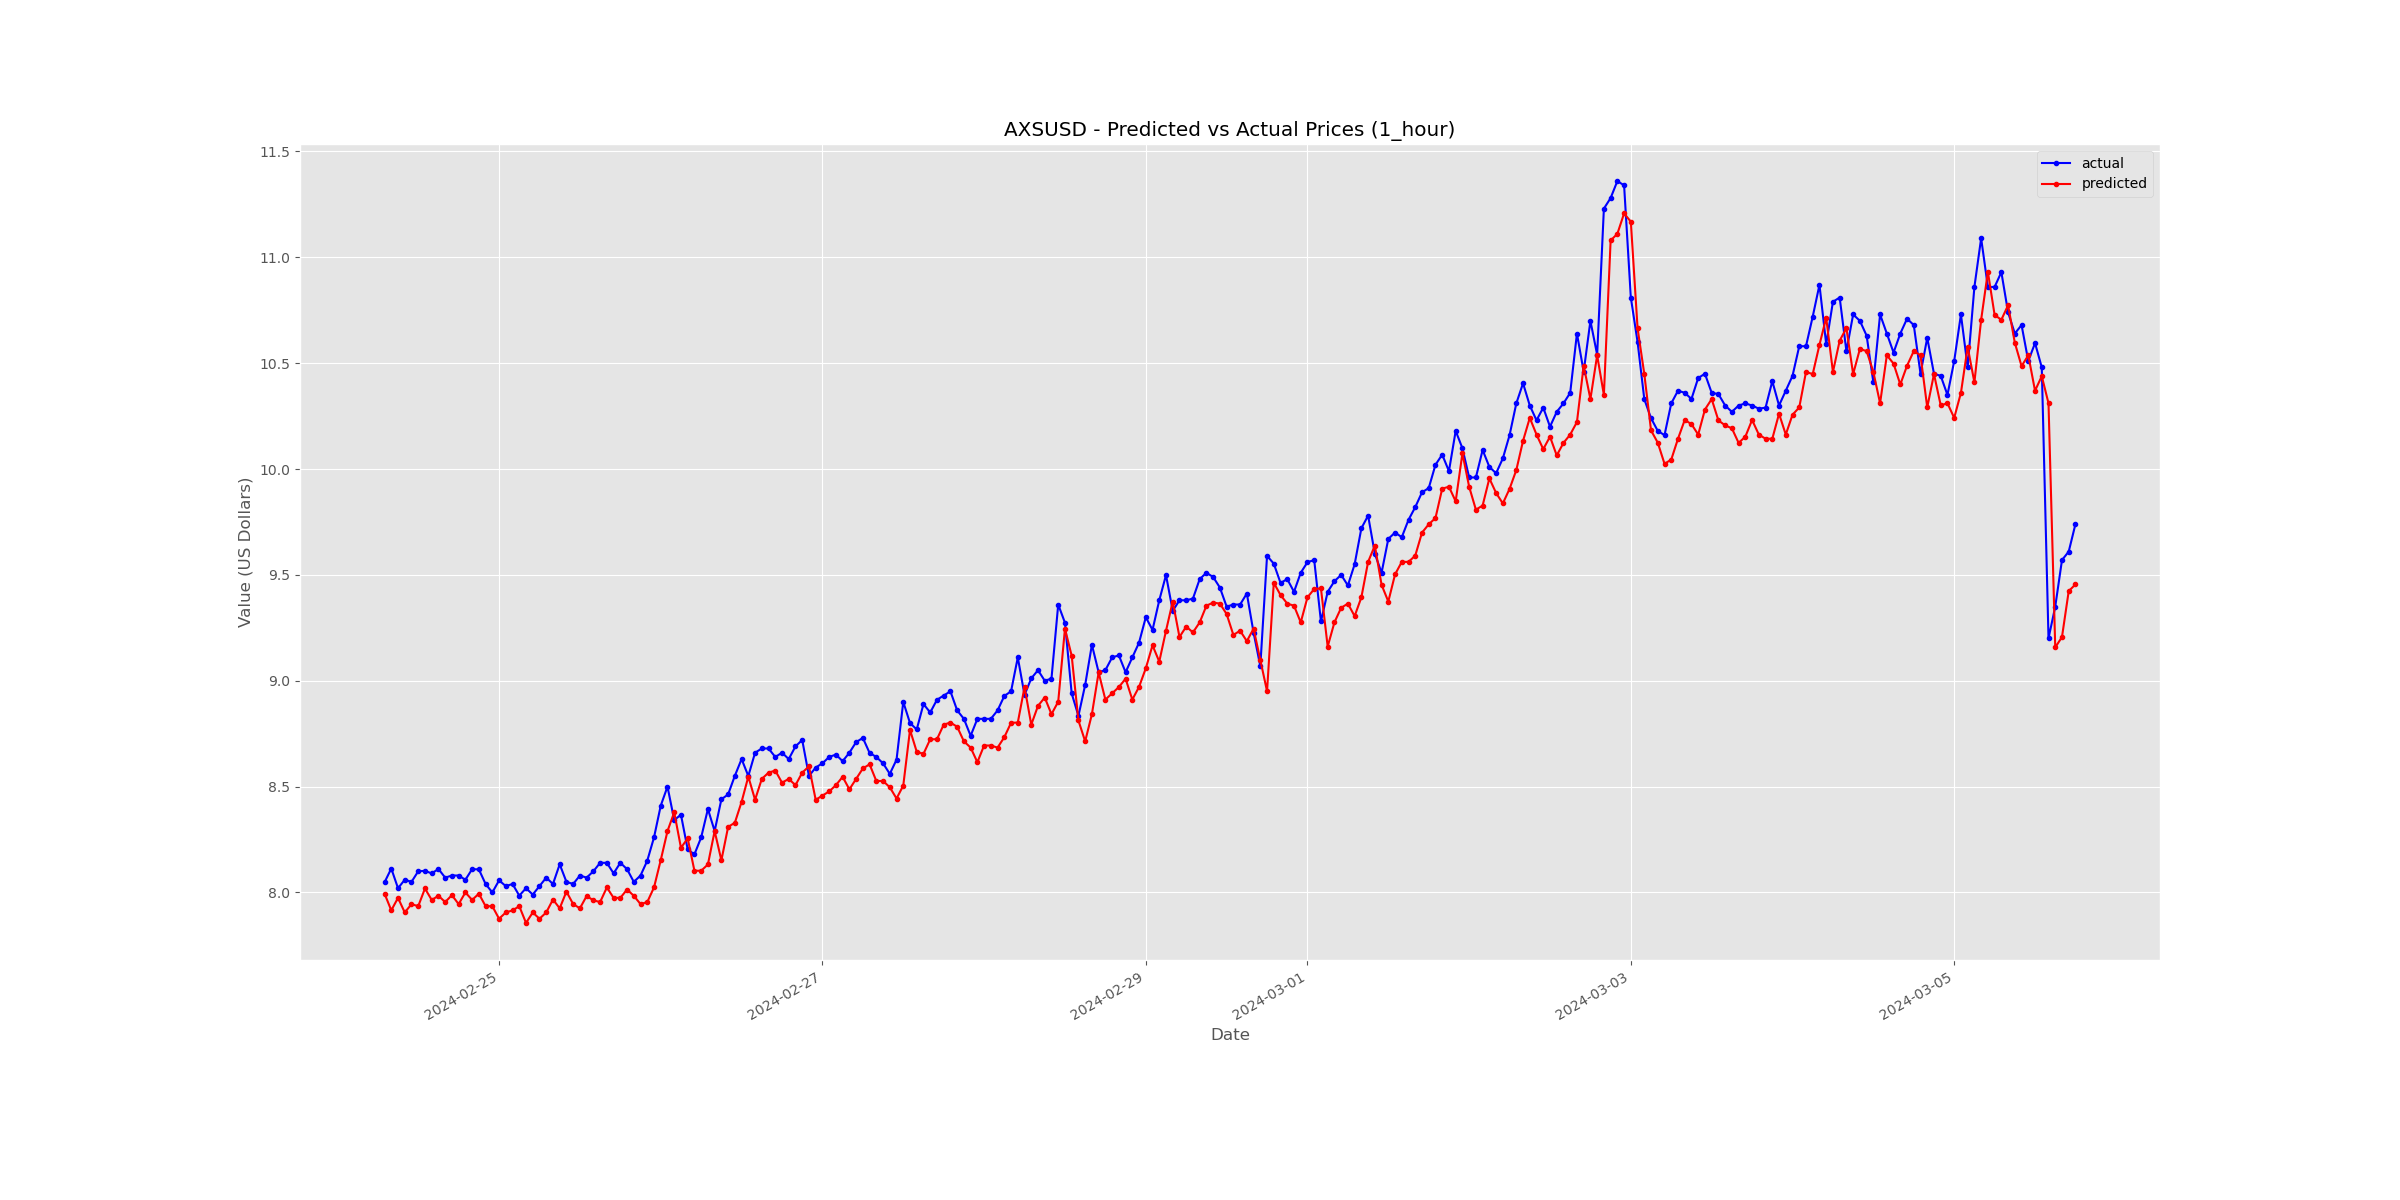 AXSUSD - Predicted vs Actual Prices (1_hour)
actual
predicted
Value (US Dollars)
11.5
11.0
10.5
10.0
9.5
9.0
8.5
8.0
2024-02-25
2024-02-27
2024-02-29
2024-03-01
2024-03-03
2024-03-05
Date